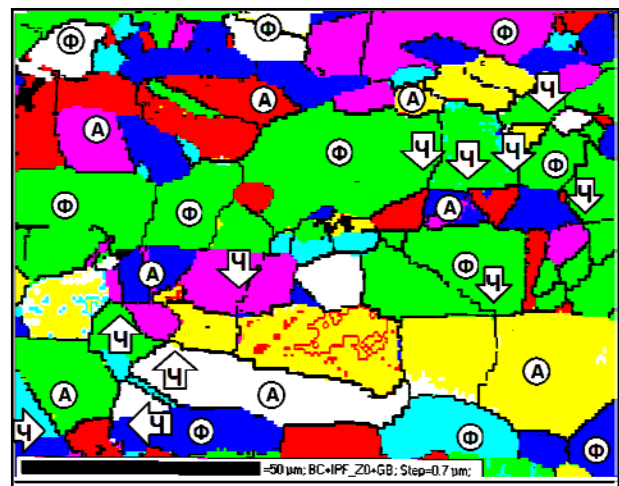 Ф Ф Ф
А А Ч
А Ф Ч Ч Ч Ф
Ф Ф А Ч
А Ч Ф Ч
Ч Ч А
А А
Ч Ч Ф Ф Ф
=50 µm; BC+IPF_Z0+GB; Step=0.7 µm;